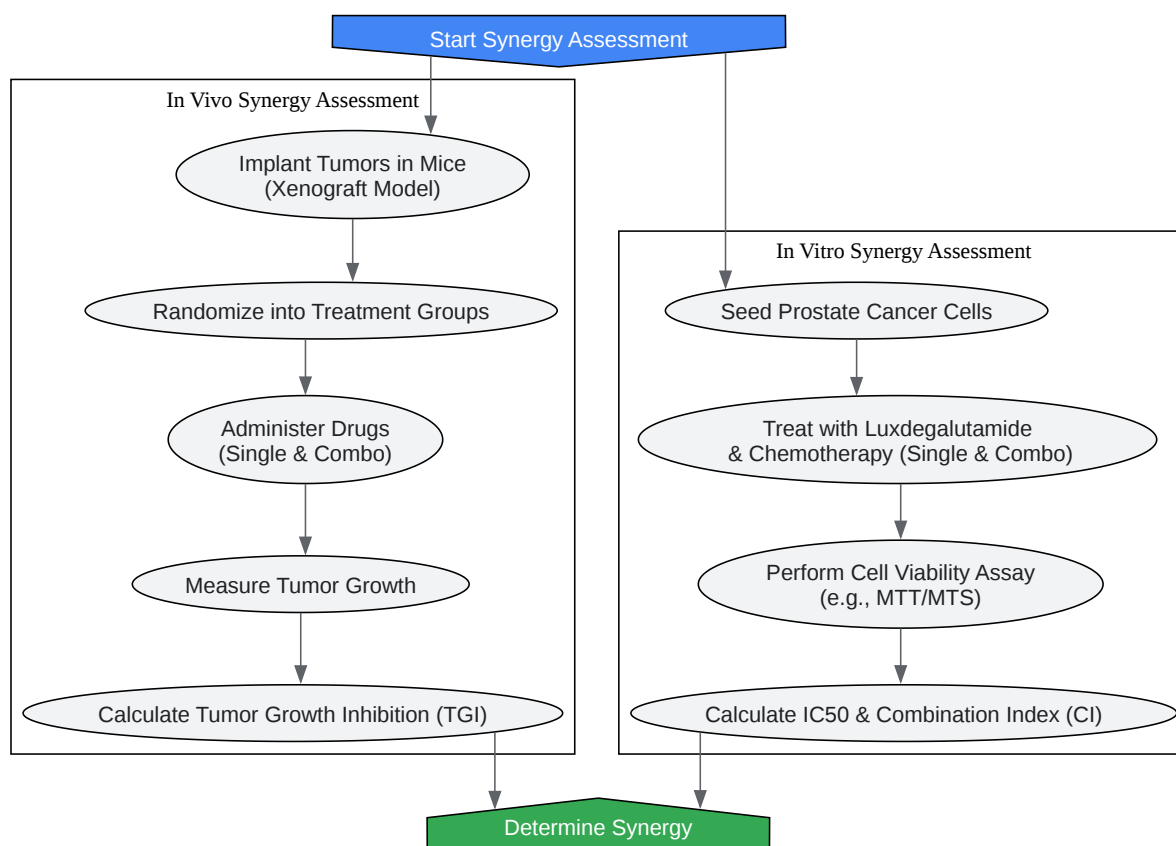 Start Synergy Assessment
In Vivo Synergy Assessment
Implant Tumors in Mice
(Xenograft Model)
Randomize into Treatment Groups
Administer Drugs
(Single & Combo)
Measure Tumor Growth
Calculate Tumor Growth Inhibition (TGI)
In Vitro Synergy Assessment
Seed Prostate Cancer Cells
Treat with Luxdegalutamide
& Chemotherapy (Single & Combo)
Perform Cell Viability Assay
(e.g., MTT/MTS)
Calculate IC50 & Combination Index (CI)
Determine Synergy